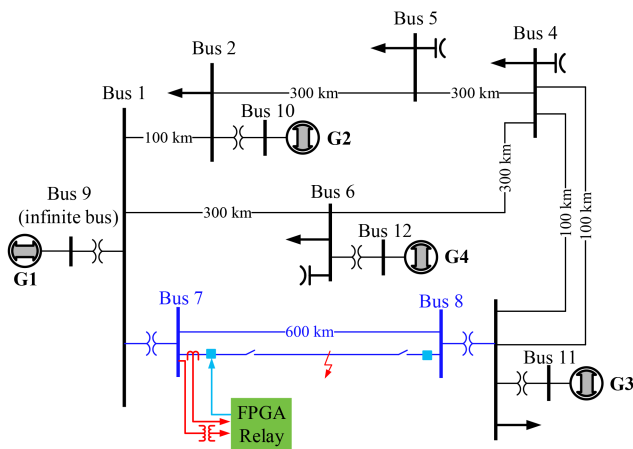 Bus 5
Bus 4
Bus 2
Bus 1
300 km
300 km
Bus 10
G2
100 km
300 km
100 km
100 km
Bus 9
(infinite bus)
300 km
Bus 6
Bus 12
G1
G4
Bus 7
Bus 8
600 km
Bus 11
G3
FPGA
Relay